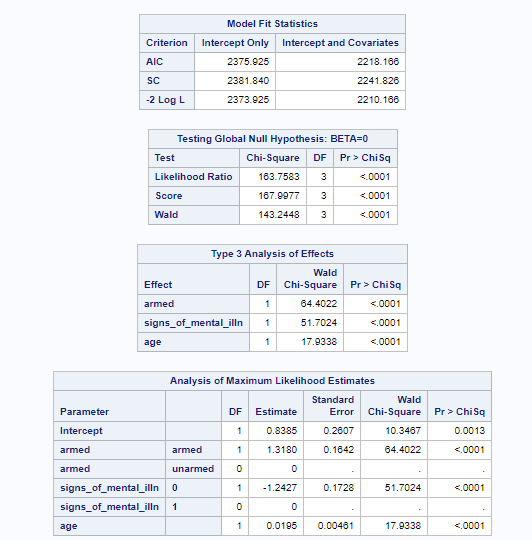 Model Fit Statistics
Criterion Intercept Only Intercept and Covariates
AIC 2375.925 2218.166
SC 2381.840 2241.826
-2 Log L 2373.925 2210.166
Testing Global Null Hypothesis: BETA=0
Test Chi-Square DF Pr > ChiSq
Likelihood Ratio 163.7583 3 <.0001
Score 167.9977 3 <.0001
Wald 143.2448 3 <.0001
Type 3 Analysis of Effects
Effect DF Wald Chi-Square Pr > ChiSq
armed 1 64.4022 <.0001
signs_of_mental_illn 1 51.7024 <.0001
age 1 17.9338 <.0001
Analysis of Maximum Likelihood Estimates
Parameter DF Estimate Standard Error Wald Chi-Square Pr > ChiSq
Intercept 1 0.8385 0.2607 10.3467 0.0013
armed armed 1 1.3180 0.1642 64.4022 <.0001
armed unarmed 0 0 . . .
signs_of_mental_illn 0 1 -1.2427 0.1728 51.7024 <.0001
signs_of_mental_illn 1 0 0 . . .
age 1 0.0195 0.00461 17.9338 <.0001